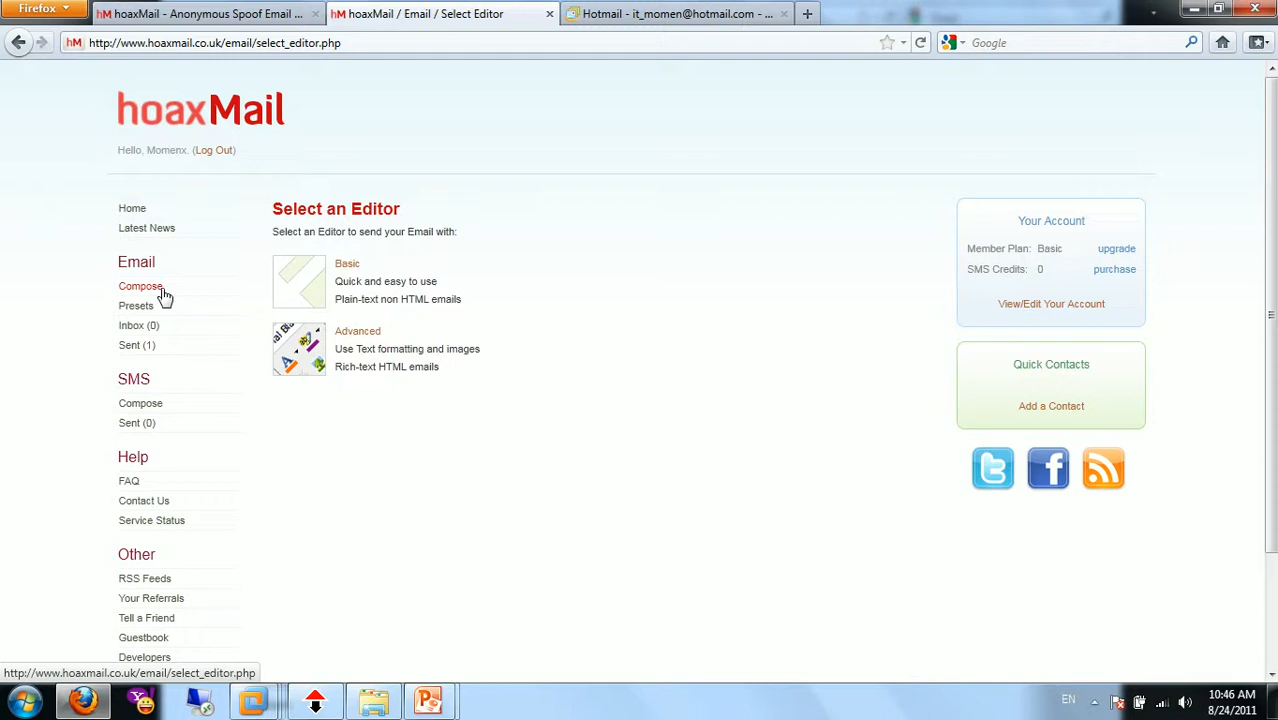 Firefox
hM hoaxMail - Anonymous Spoof Email ...
hM hoaxMail / Email / Select Editor
Hotmail - it_momen@hotmail.com - ...
hM http://www.hoaxmail.co.uk/email/select_editor.php
Google
hoaxMail
Hello, Momenx. (Log Out)
Home
Latest News
Email
Compose
Presets
Inbox (0)
Sent (1)
SMS
Compose
Sent (0)
Help
FAQ
Contact Us
Service Status
Other
RSS Feeds
Your Referrals
Tell a Friend
Guestbook
Developers
Select an Editor
Select an Editor to send your Email with:
Basic
Quick and easy to use
Plain-text non HTML emails
Advanced
Use Text formatting and images
Rich-text HTML emails
Your Account
Member Plan: Basic upgrade
SMS Credits: 0 purchase
View/Edit Your Account
Quick Contacts
Add a Contact
http://www.hoaxmail.co.uk/email/select_editor.php
EN
10:46 AM
8/24/2011